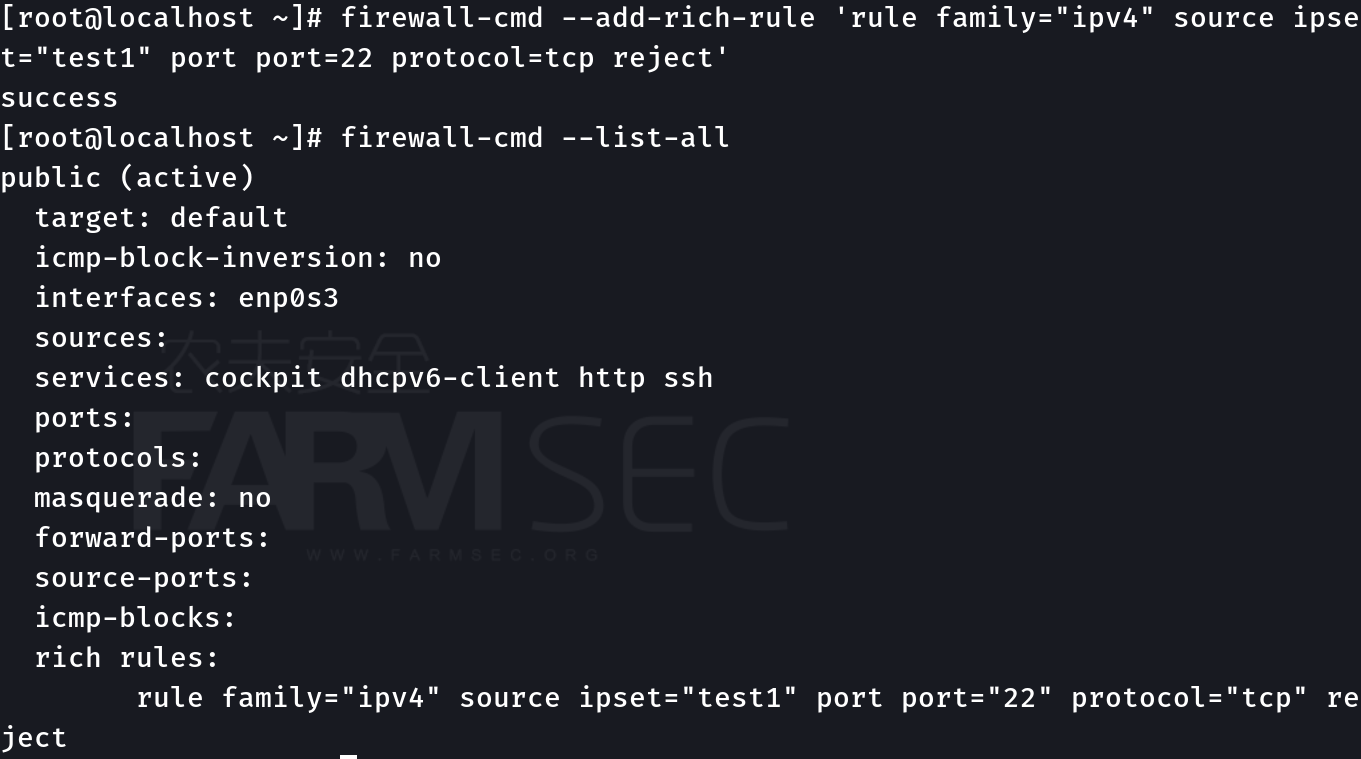 [root@localhost ~]# firewall-cmd --add-rich-rule 'rule family="ipv4" source ipse
t="test1" port port=22 protocol=tcp reject'
success
[root@localhost ~]# firewall-cmd --list-all
public (active)
  target: default
  icmp-block-inversion: no
  interfaces: enp0s3
  sources:
  services: cockpit dhcpv6-client http ssh
  ports:
  protocols:
  masquerade: no
  forward-ports:
  source-ports:
  icmp-blocks:
  rich rules:
        rule family="ipv4" source ipset="test1" port port="22" protocol="tcp" re
ject
农夫安全
FARMSEC
WWW.FARMSEC.ORG